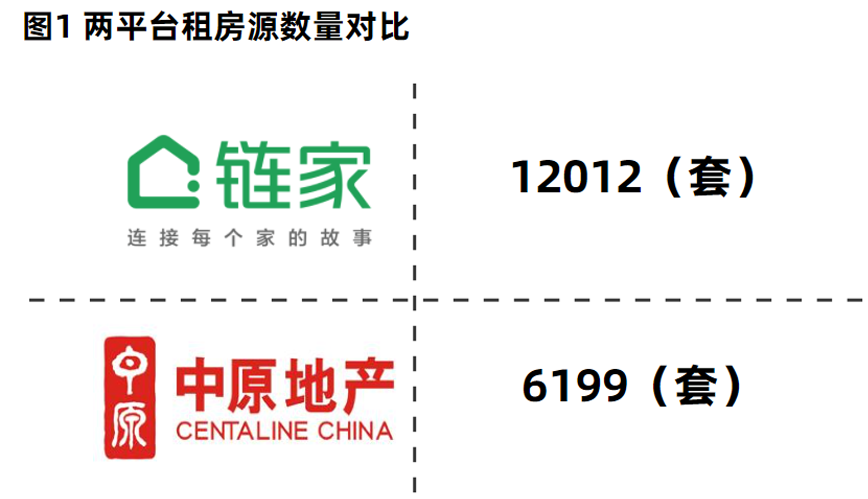 图1 两平台租房源数量对比
链家
连接每个家的故事
12012（套）
中原
中原地产
CENTALINE CHINA
6199（套）